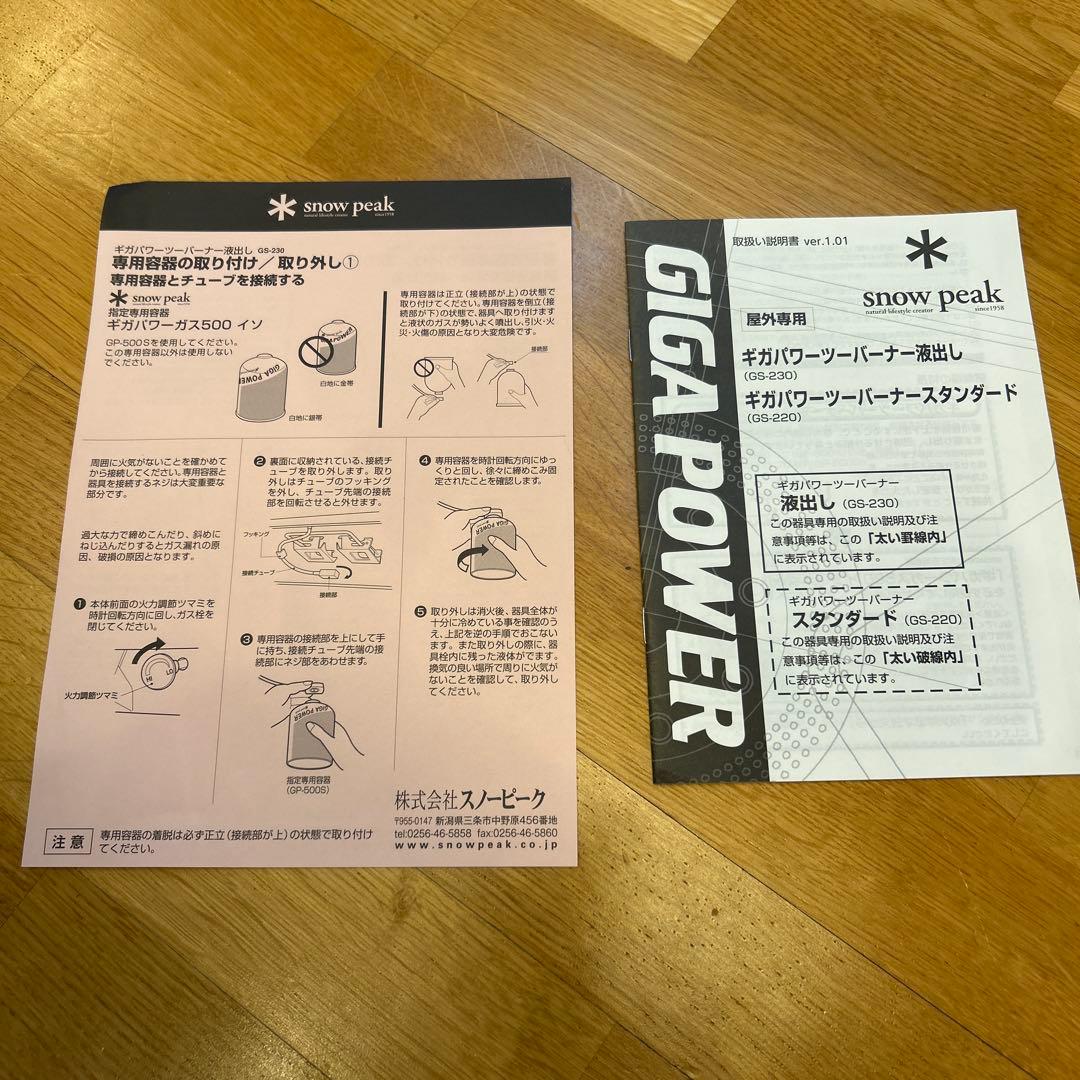 snow peak
natural lifestyle creator since1958
ギガパワーツーバーナー液出し GS-230
専用容器の取り付け/取り外し①
専用容器とチューブを接続する
snow peak
指定専用容器
ギガパワーガス500 イソ
GP-500Sを使用してください。
この専用容器以外は使用しない
でください。
GIGA POWER
白地に銀帯
白地に金帯
専用容器は正立(接続部が上)の状態で
取り付けてください。専用容器を倒立(接
続部が下)の状態で、器具へ取り付けます
と液状のガスが勢いよく噴出し、引火・火
災・火傷の原因となり大変危険です。
接続部
周囲に火気がないことを確かめて
から接続してください。専用容器と
器具を接続するネジは大変重要な
部分です。
過大な力で締めこんだり、斜めに
ねじ込んだりするとガス漏れの原
因、破損の原因となります。
❶ 本体前面の火力調節ツマミを
時計回転方向に回し、ガス栓を
閉じてください。
HI
LO
火力調節ツマミ
❷ 裏面に収納されている、接続チ
ューブを取り外します。取り
外しはチューブのフッキング
を外し、チューブ先端の接続
部を回転させると外せます。
フッキング
接続チューブ
接続部
❸ 専用容器の接続部を上にして手
に持ち、接続チューブ先端の接
続部にネジ部をあわせます。
GIGA POWER
指定専用容器
(GP-500S)
❹ 専用容器を時計回転方向にゆっ
くりと回し、徐々に締めこみ固
定されたことを確認します。
GIGA POWER
❺ 取り外しは消火後、器具全体が
十分に冷めている事を確認のう
え、上記を逆の手順でおこない
ます。また取り外しの際に、器
具栓内に残った液体がでます。
換気の良い場所で周りに火気が
ないことを確認して、取り外し
てください。
注意
専用容器の着脱は必ず正立(接続部が上)の状態で取り付け
てください。
株式会社スノーピーク
〒955-0147 新潟県三条市中野原456番地
tel:0256-46-5858 fax:0256-46-5860
www.snowpeak.co.jp
GIGA POWER
取扱い説明書 ver.1.01
snow peak
natural lifestyle creator since1958
屋外専用
ギガパワーツーバーナー液出し
(GS-230)
ギガパワーツーバーナースタンダード
(GS-220)
ギガパワーツーバーナー
液出し (GS-230)
この器具専用の取扱い説明及び注
意事項等は、この「太い罫線内」
に表示されています。
ギガパワーツーバーナー
スタンダード (GS-220)
この器具専用の取扱い説明及び注
意事項等は、この「太い破線内」
に表示されています。